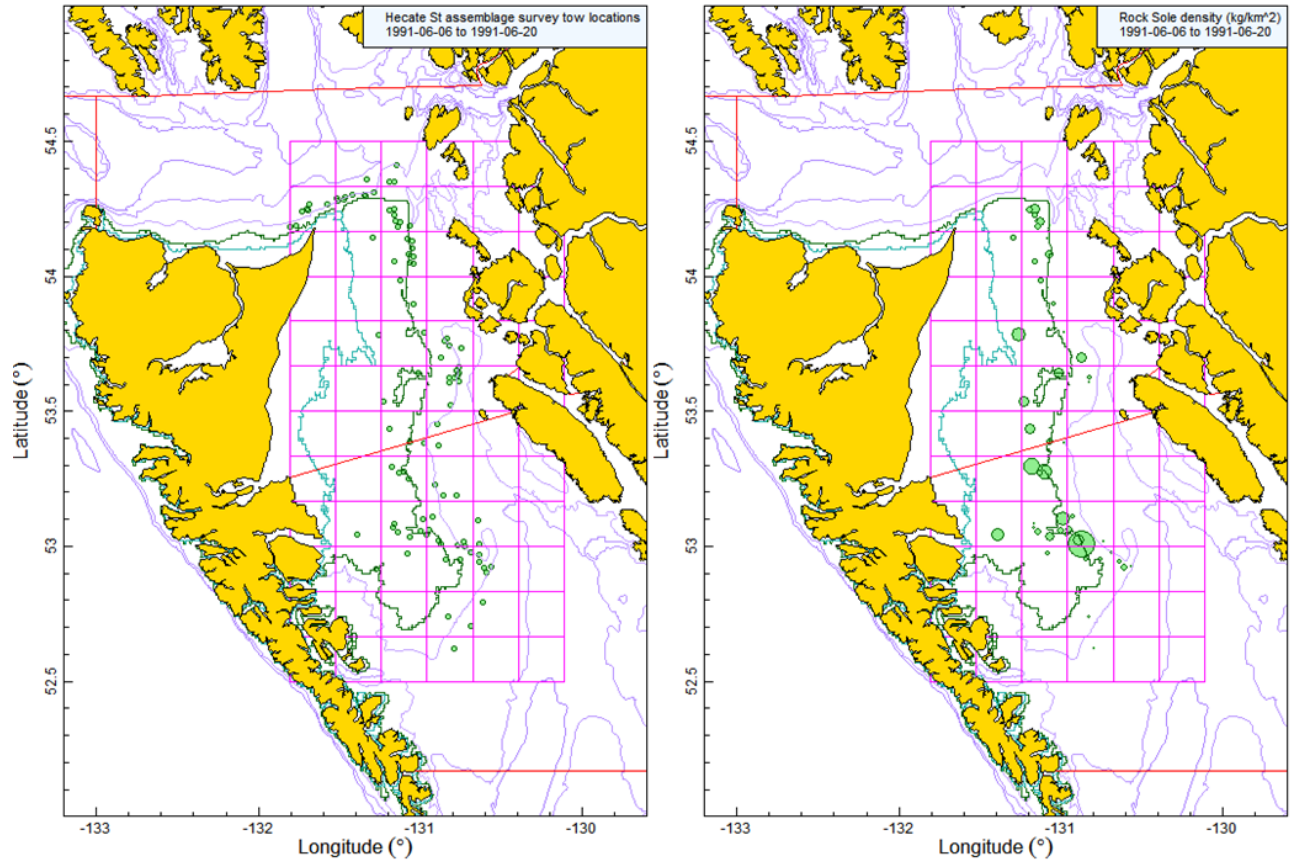 Hecate St assemblage survey tow locations
1991-06-06 to 1991-06-20
54.5
54
53.5
53
52.5
Latitude (°)
-133
-132
-131
-130
Longitude (°)
Rock Sole density (kg/km^2)
1991-06-06 to 1991-06-20
54.5
54
53.5
53
52.5
Latitude (°)
-133
-132
-131
-130
Longitude (°)